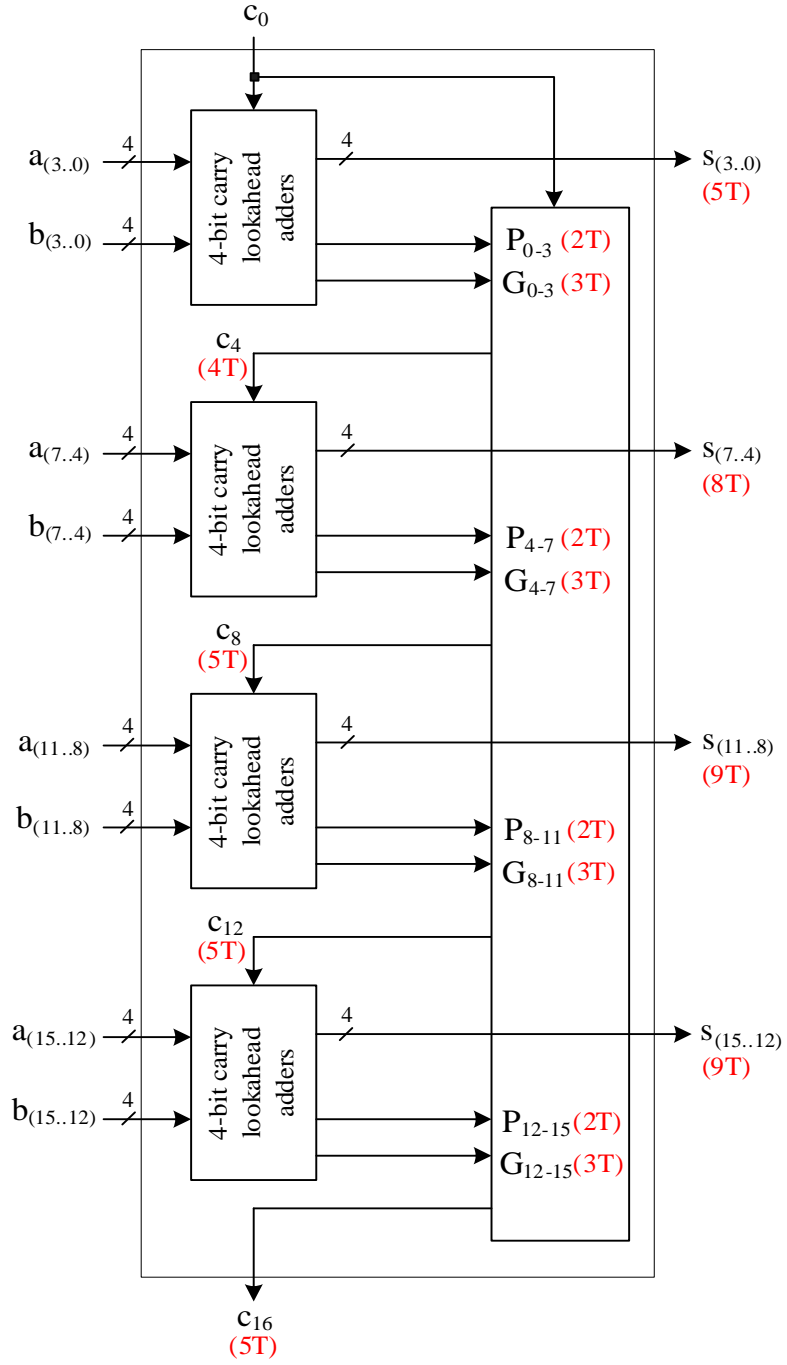 c₀
4
a₍₃..₀₎
4-bit carry
lookahead
adders
4
s₍₃..₀₎
(5T)
4
b₍₃..₀₎
P₀₋₃ (2T)
G₀₋₃ (3T)
c₄
(4T)
4
a₍₇..₄₎
4-bit carry
lookahead
adders
4
s₍₇..₄₎
(8T)
4
b₍₇..₄₎
P₄₋₇ (2T)
G₄₋₇ (3T)
c₈
(5T)
4
a₍₁₁..₈₎
4-bit carry
lookahead
adders
4
s₍₁₁..₈₎
(9T)
4
b₍₁₁..₈₎
P₈₋₁₁ (2T)
G₈₋₁₁ (3T)
c₁₂
(5T)
4
a₍₁₅..₁₂₎
4-bit carry
lookahead
adders
4
s₍₁₅..₁₂₎
(9T)
4
b₍₁₅..₁₂₎
P₁₂₋₁₅ (2T)
G₁₂₋₁₅ (3T)
c₁₆
(5T)